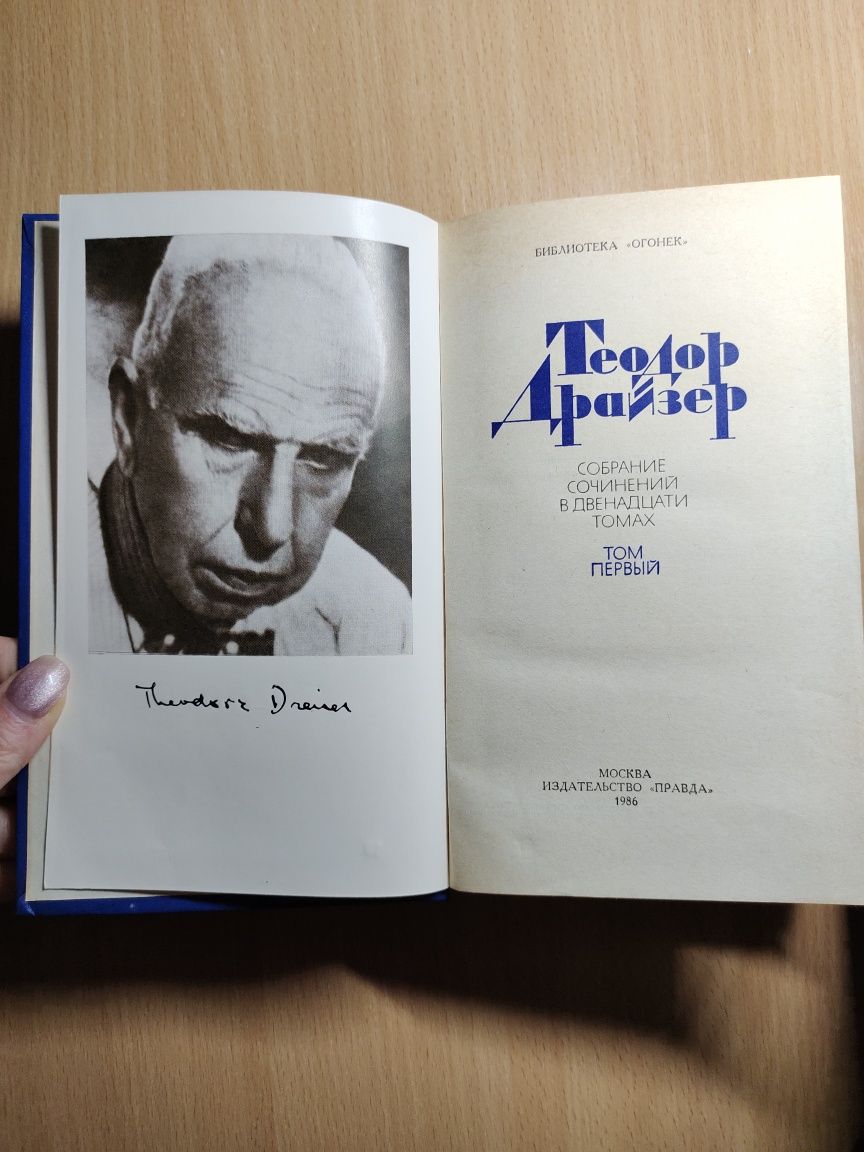 Theodore Dreiser
БИБЛИОТЕКА «ОГОНЕК»
Теодор
Драйзер
СОБРАНИЕ
СОЧИНЕНИЙ
В ДВЕНАДЦАТИ
ТОМАХ
ТОМ
ПЕРВЫЙ
МОСКВА
ИЗДАТЕЛЬСТВО «ПРАВДА»
1986